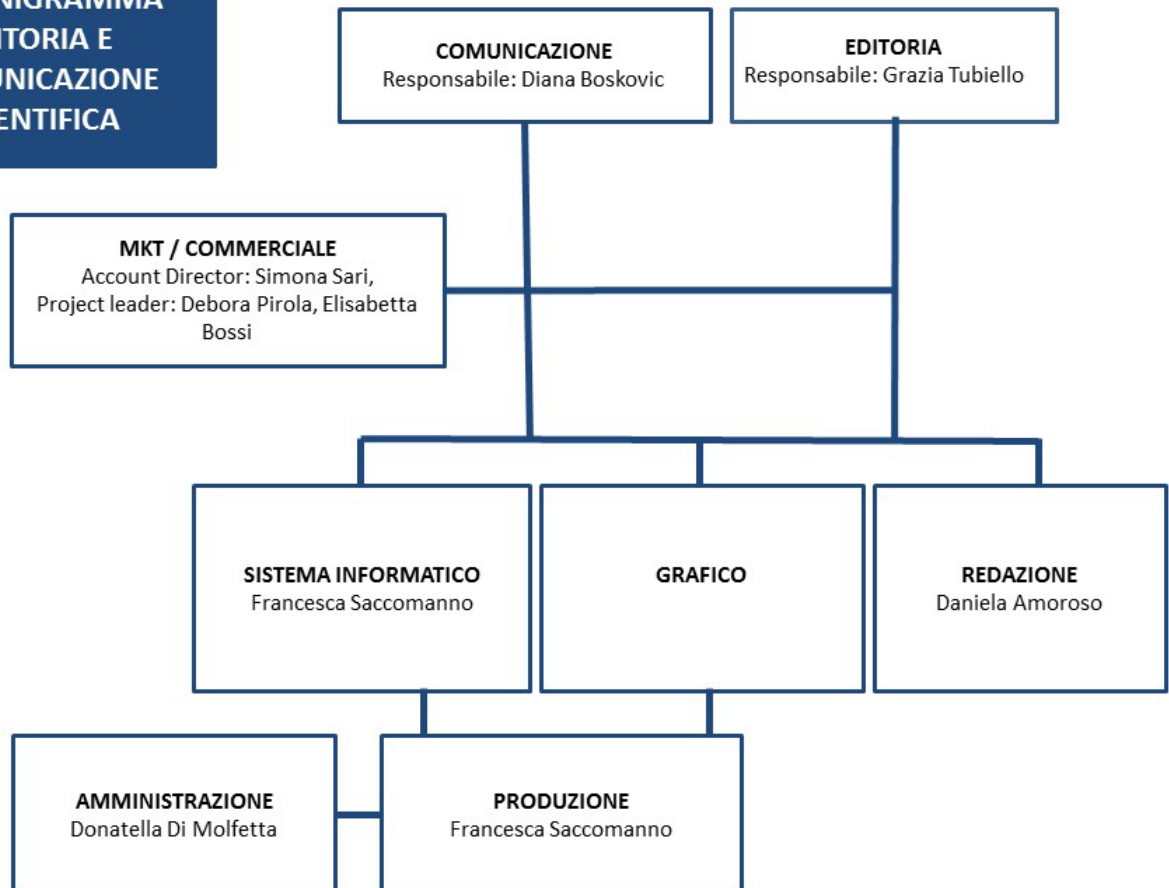 NIGRAMMA
ITORIA E
UNICAZIONE
ENTIFICA
COMUNICAZIONE
Responsabile: Diana Boskovic
EDITORIA
Responsabile: Grazia Tubiello
MKT / COMMERCIALE
Account Director: Simona Sari,
Project leader: Debora Pirola, Elisabetta
Bossi
SISTEMA INFORMATICO
Francesca Saccomanno
GRAFICO
REDAZIONE
Daniela Amoroso
AMMINISTRAZIONE
Donatella Di Molfetta
PRODUZIONE
Francesca Saccomanno